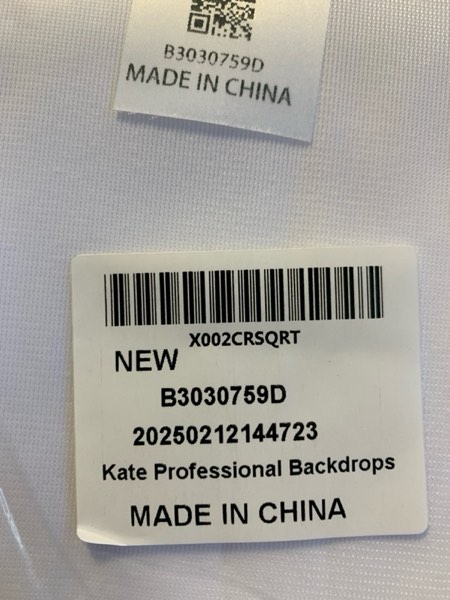 B3030759D
MADE IN CHINA
X002CRSQRT
NEW
B3030759D
20250212144723
Kate Professional Backdrops
MADE IN CHINA